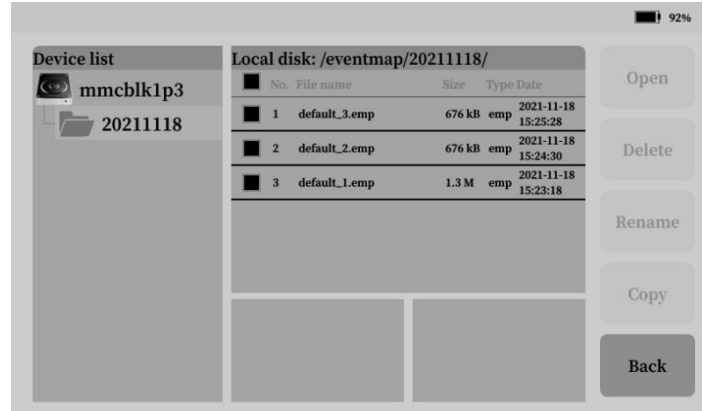 92%
Device list
mmcblk1p3
20211118
Local disk: /eventmap/20211118/
No. File name Size Type Date
1 default_3.emp 676 kB emp 2021-11-18 15:25:28
2 default_2.emp 676 kB emp 2021-11-18 15:24:30
3 default_1.emp 1.3 M emp 2021-11-18 15:23:18
Open
Delete
Rename
Copy
Back